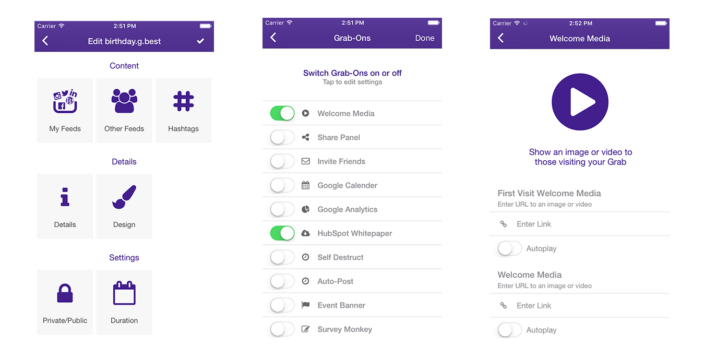 Carrier 2:51 PM
Edit birthday.g.best
Content
My Feeds Other Feeds Hashtags
Details
Details Design
Settings
Private/Public Duration
Carrier 2:51 PM
Grab-Ons Done
Switch Grab-Ons on or off
Tap to edit settings
Welcome Media
Share Panel
Invite Friends
Google Calender
Google Analytics
HubSpot Whitepaper
Self Destruct
Auto-Post
Event Banner
Survey Monkey
Carrier 2:52 PM
Welcome Media
Show an image or video to
those visiting your Grab
First Visit Welcome Media
Enter URL to an image or video
Enter Link
Autoplay
Welcome Media
Enter URL to an image or video
Enter Link
Autoplay